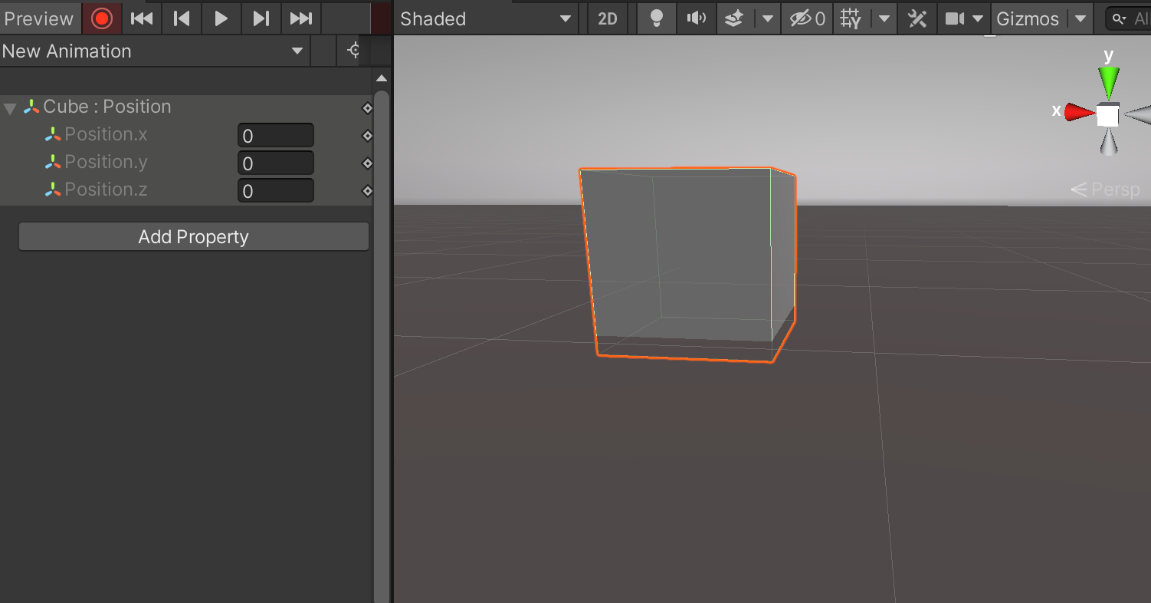 Preview
New Animation
Cube : Position
Position.x 0
Position.y 0
Position.z 0
Add Property
Shaded 2D 0 Gizmos Al
y
x
Persp